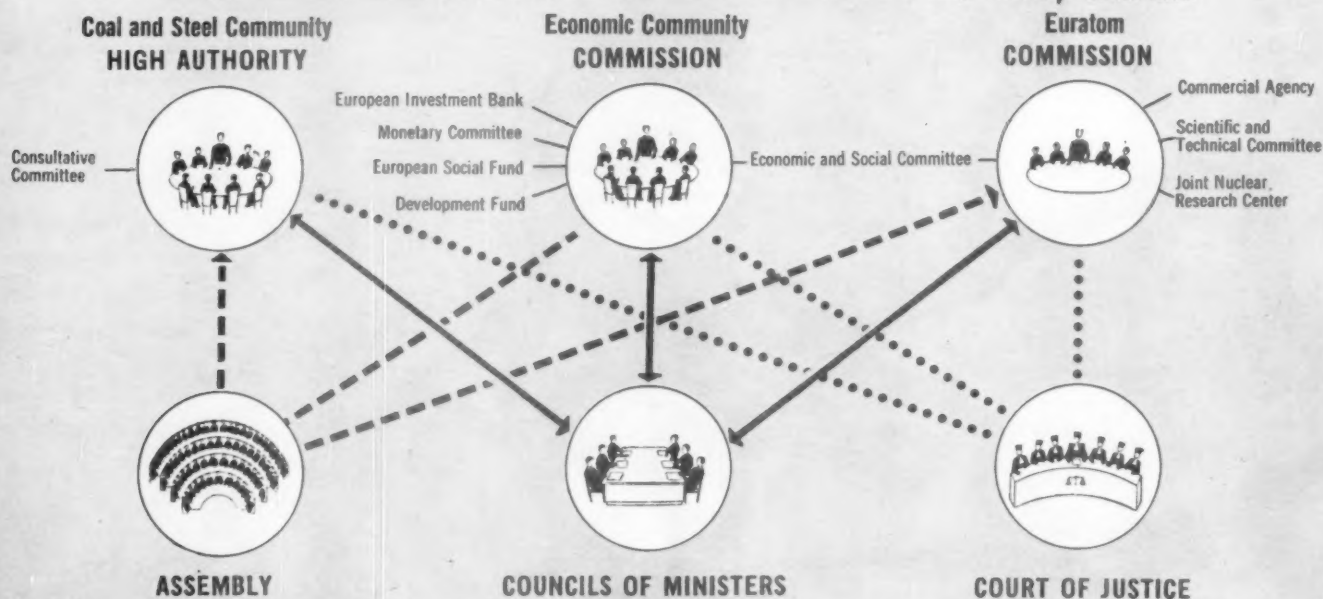 Coal and Steel Community
HIGH AUTHORITY
Economic Community
COMMISSION
Euratom
COMMISSION
Consultative
Committee
European Investment Bank
Monetary Committee
European Social Fund
Development Fund
Economic and Social Committee
Commercial Agency
Scientific and
Technical Committee
Joint Nuclear
Research Center
ASSEMBLY
COUNCILS OF MINISTERS
COURT OF JUSTICE